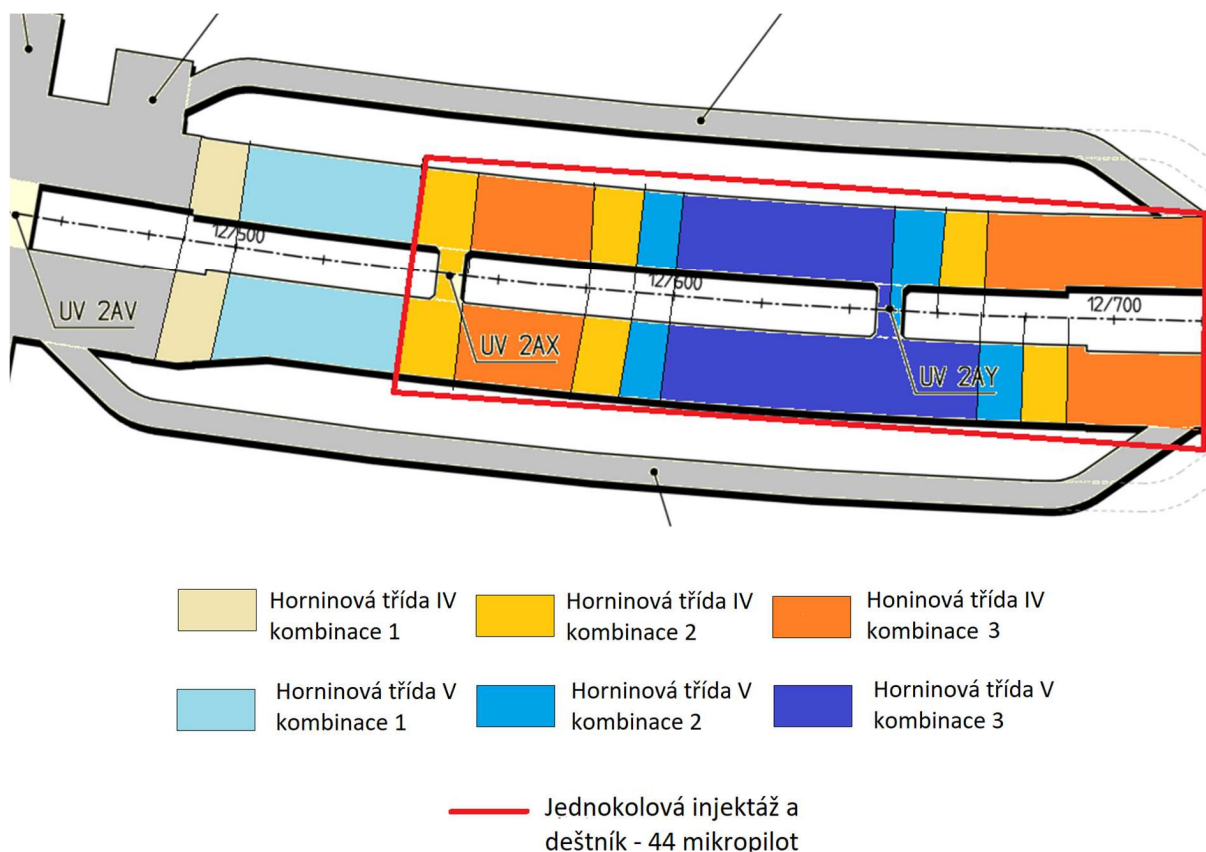 12/500
12/600
12/700
UV 2AV
UV 2AX
UV 2AY
Horninová třída IV
kombinace 1
Horninová třída IV
kombinace 2
Honinová třída IV
kombinace 3
Horninová třída V
kombinace 1
Horninová třída V
kombinace 2
Horninová třída V
kombinace 3
Jednokolová injektáž a
deštník - 44 mikropilot